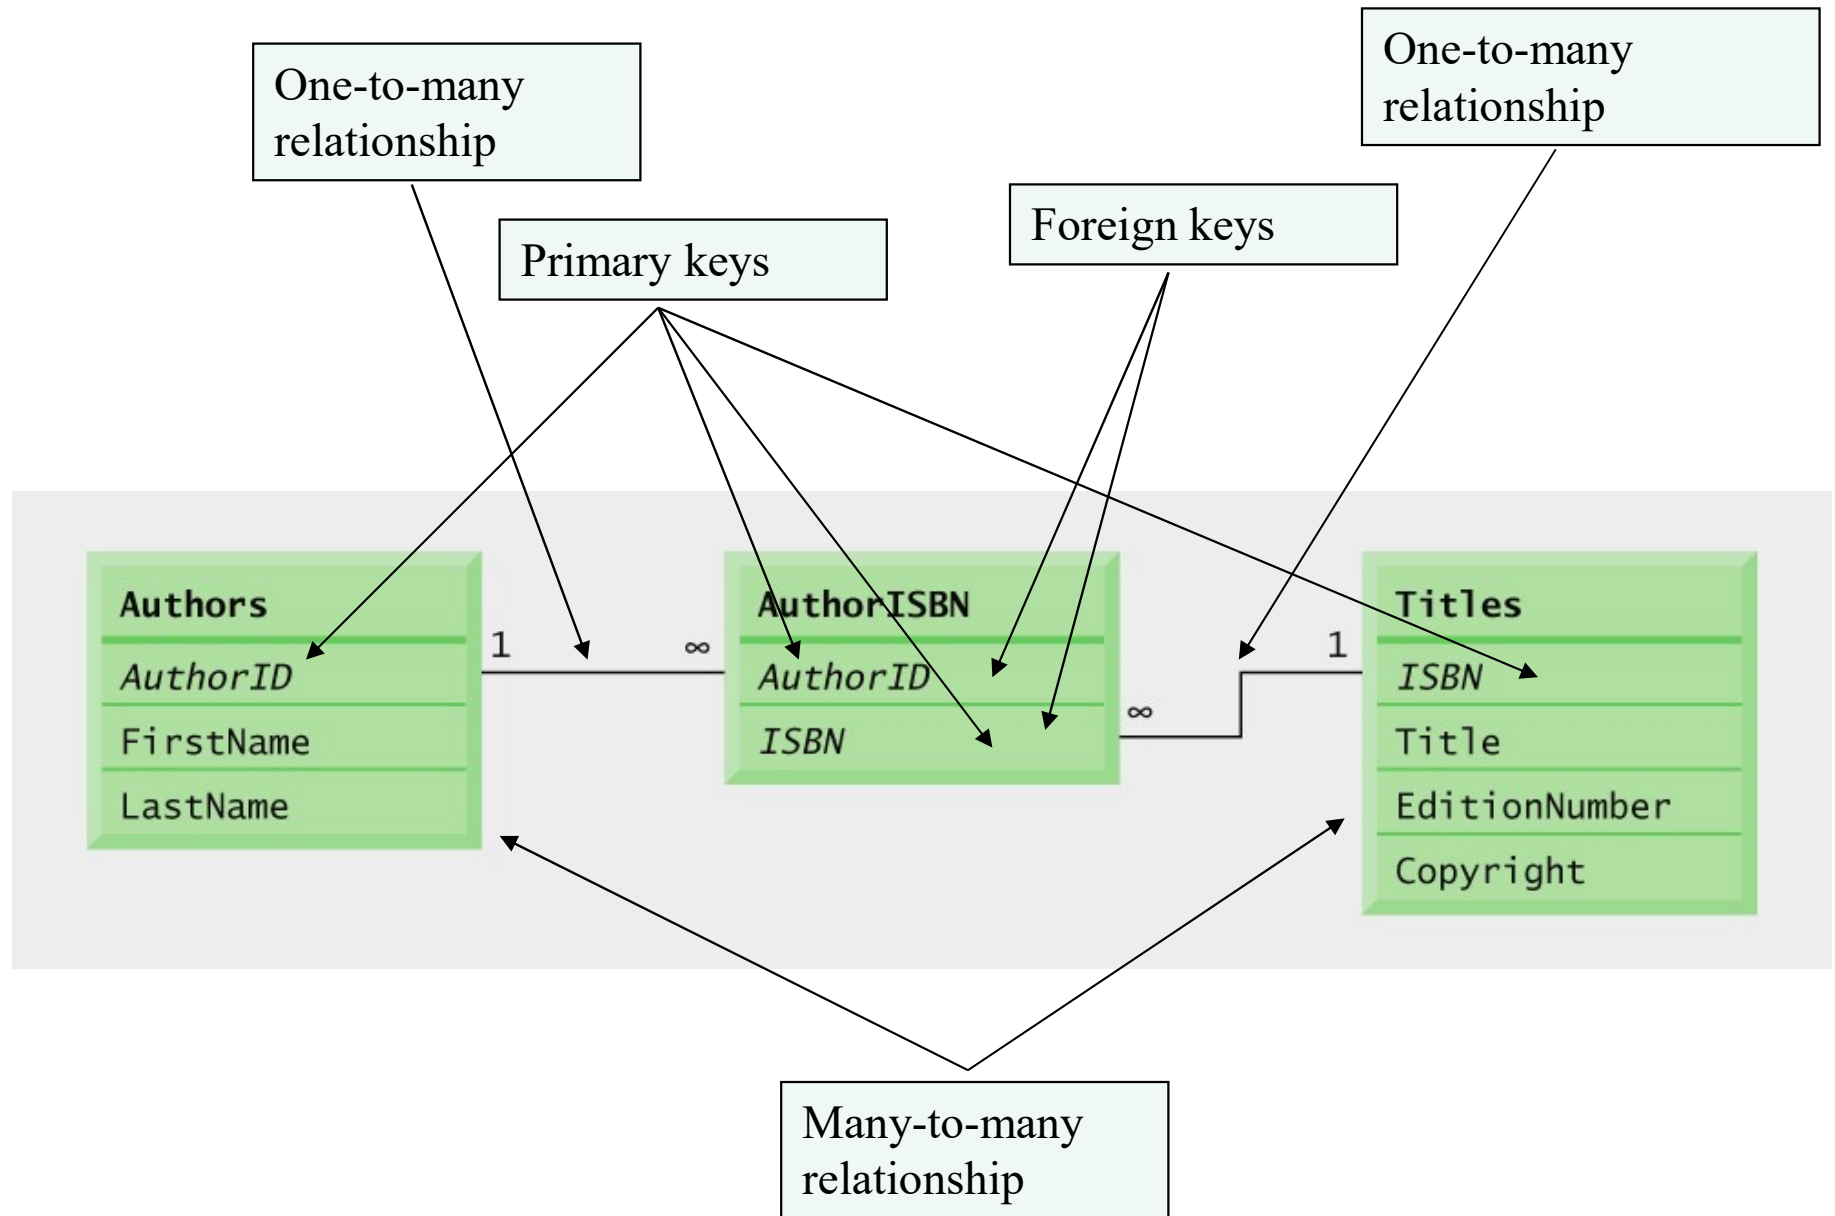 One-to-many
relationship
One-to-many
relationship
Primary keys
Foreign keys
Authors
AuthorID
FirstName
LastName
1
∞
AuthorISBN
AuthorID
ISBN
∞
1
Titles
ISBN
Title
EditionNumber
Copyright
Many-to-many
relationship